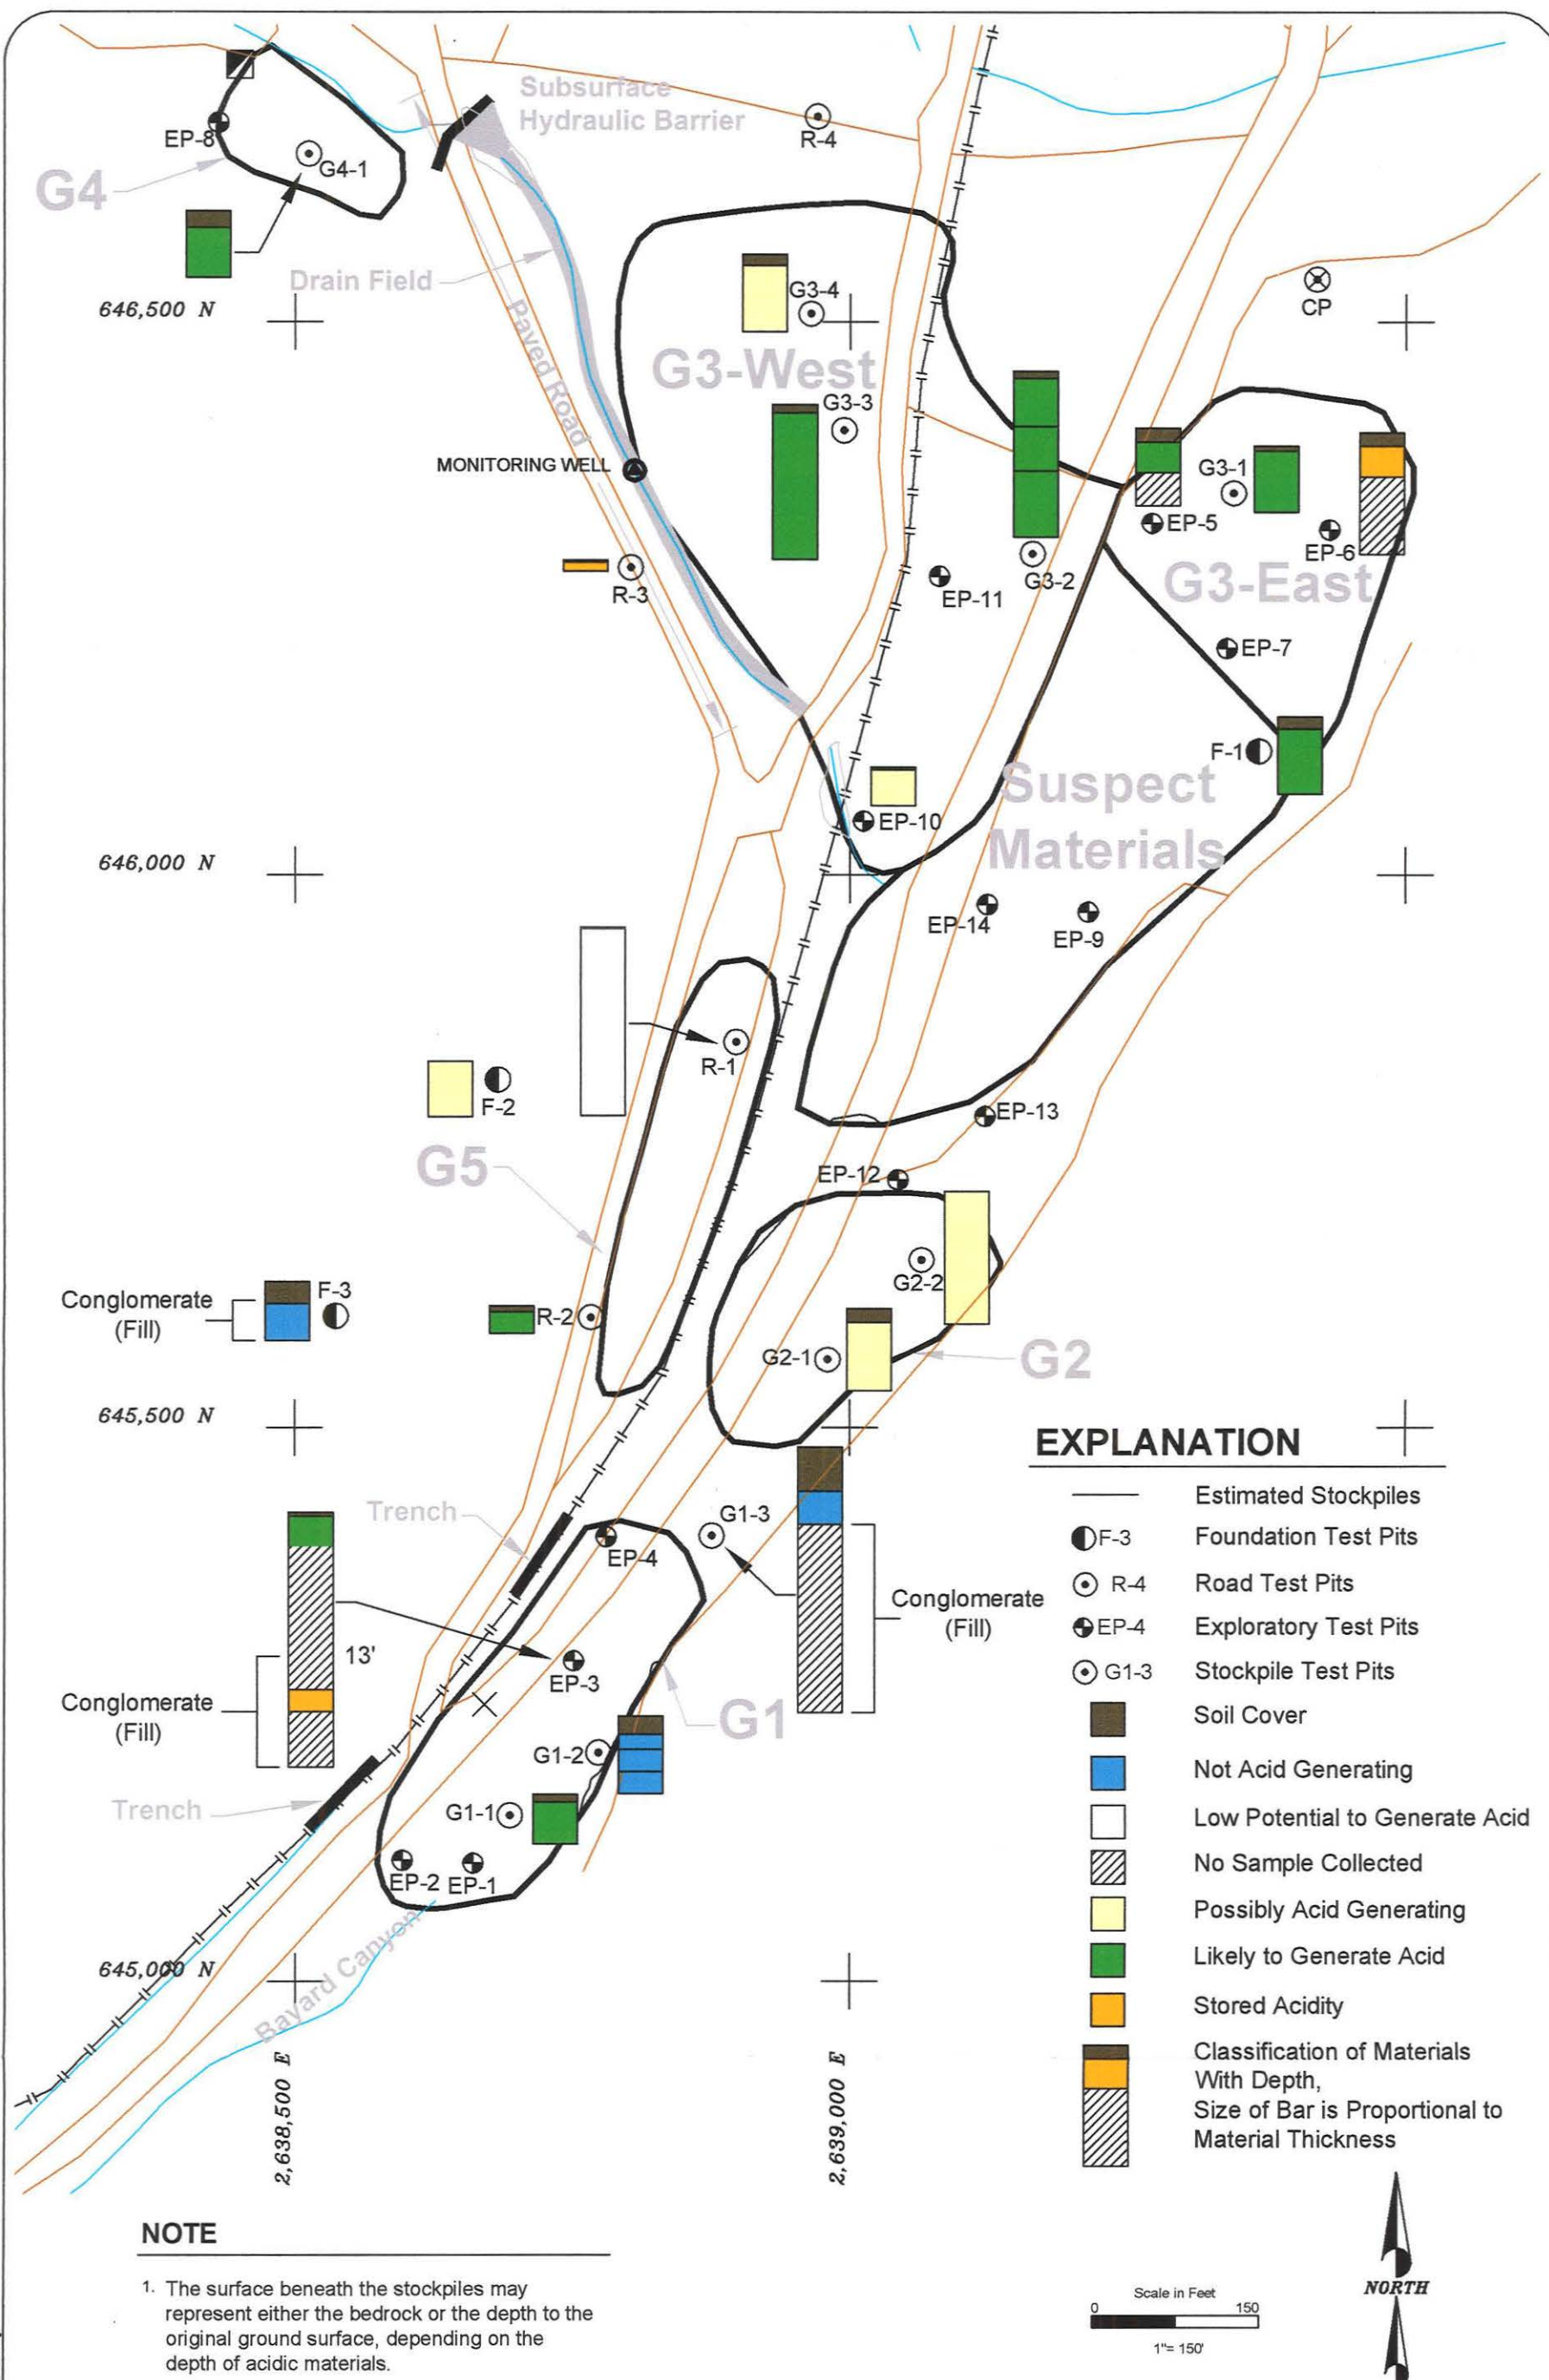 Subsurface
Hydraulic Barrier
R-4
EP-8
G4-1
G4
Drain Field
646,500 N
Paved Road
G3-4
CP
G3-West
G3-3
MONITORING WELL
G3-1
EP-5
EP-6
R-3
EP-11
G3-2
G3-East
EP-7
F-1
Suspect
Materials
EP-10
646,000 N
EP-14
EP-9
R-1
F-2
EP-13
G5
EP-12
G2-2
Conglomerate
(Fill)
F-3
R-2
G2-1
G2
645,500 N
Trench
G1-3
EP-4
Conglomerate
(Fill)
13'
EP-3
Conglomerate
(Fill)
G1
G1-2
Trench
G1-1
EP-2
EP-1
Bayard Canyon
645,000 N
2,638,500 E
2,639,000 E
EXPLANATION
Estimated Stockpiles
F-3 Foundation Test Pits
R-4 Road Test Pits
EP-4 Exploratory Test Pits
G1-3 Stockpile Test Pits
Soil Cover
Not Acid Generating
Low Potential to Generate Acid
No Sample Collected
Possibly Acid Generating
Likely to Generate Acid
Stored Acidity
Classification of Materials
With Depth,
Size of Bar is Proportional to
Material Thickness
NOTE
1. The surface beneath the stockpiles may
represent either the bedrock or the depth to the
original ground surface, depending on the
depth of acidic materials.
Scale in Feet
0 150
1"= 150'
NORTH